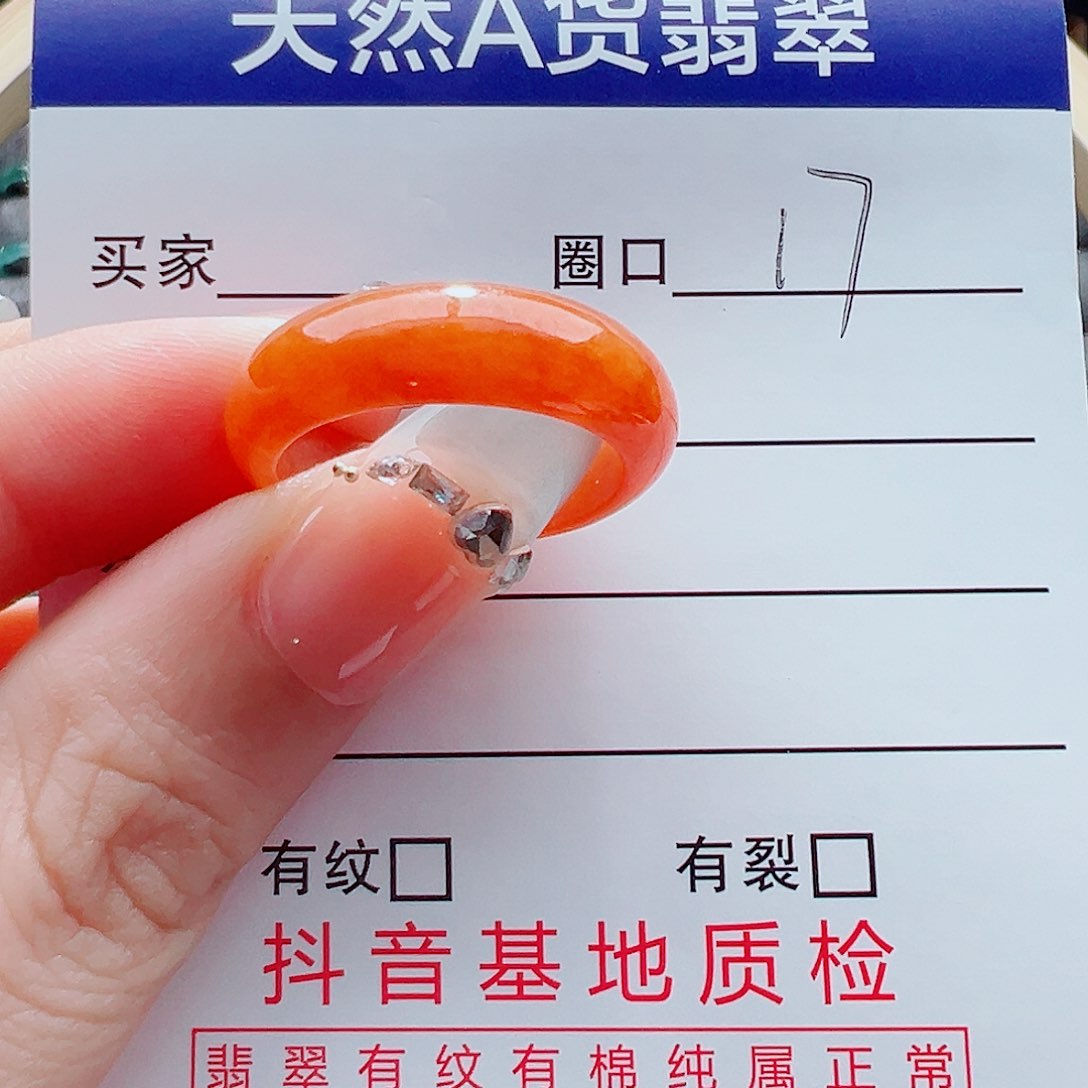 天然A货翡翠
买家 圈口 17
有纹□ 有裂□
抖音基地质检
翡翠有纹有棉纯属正常